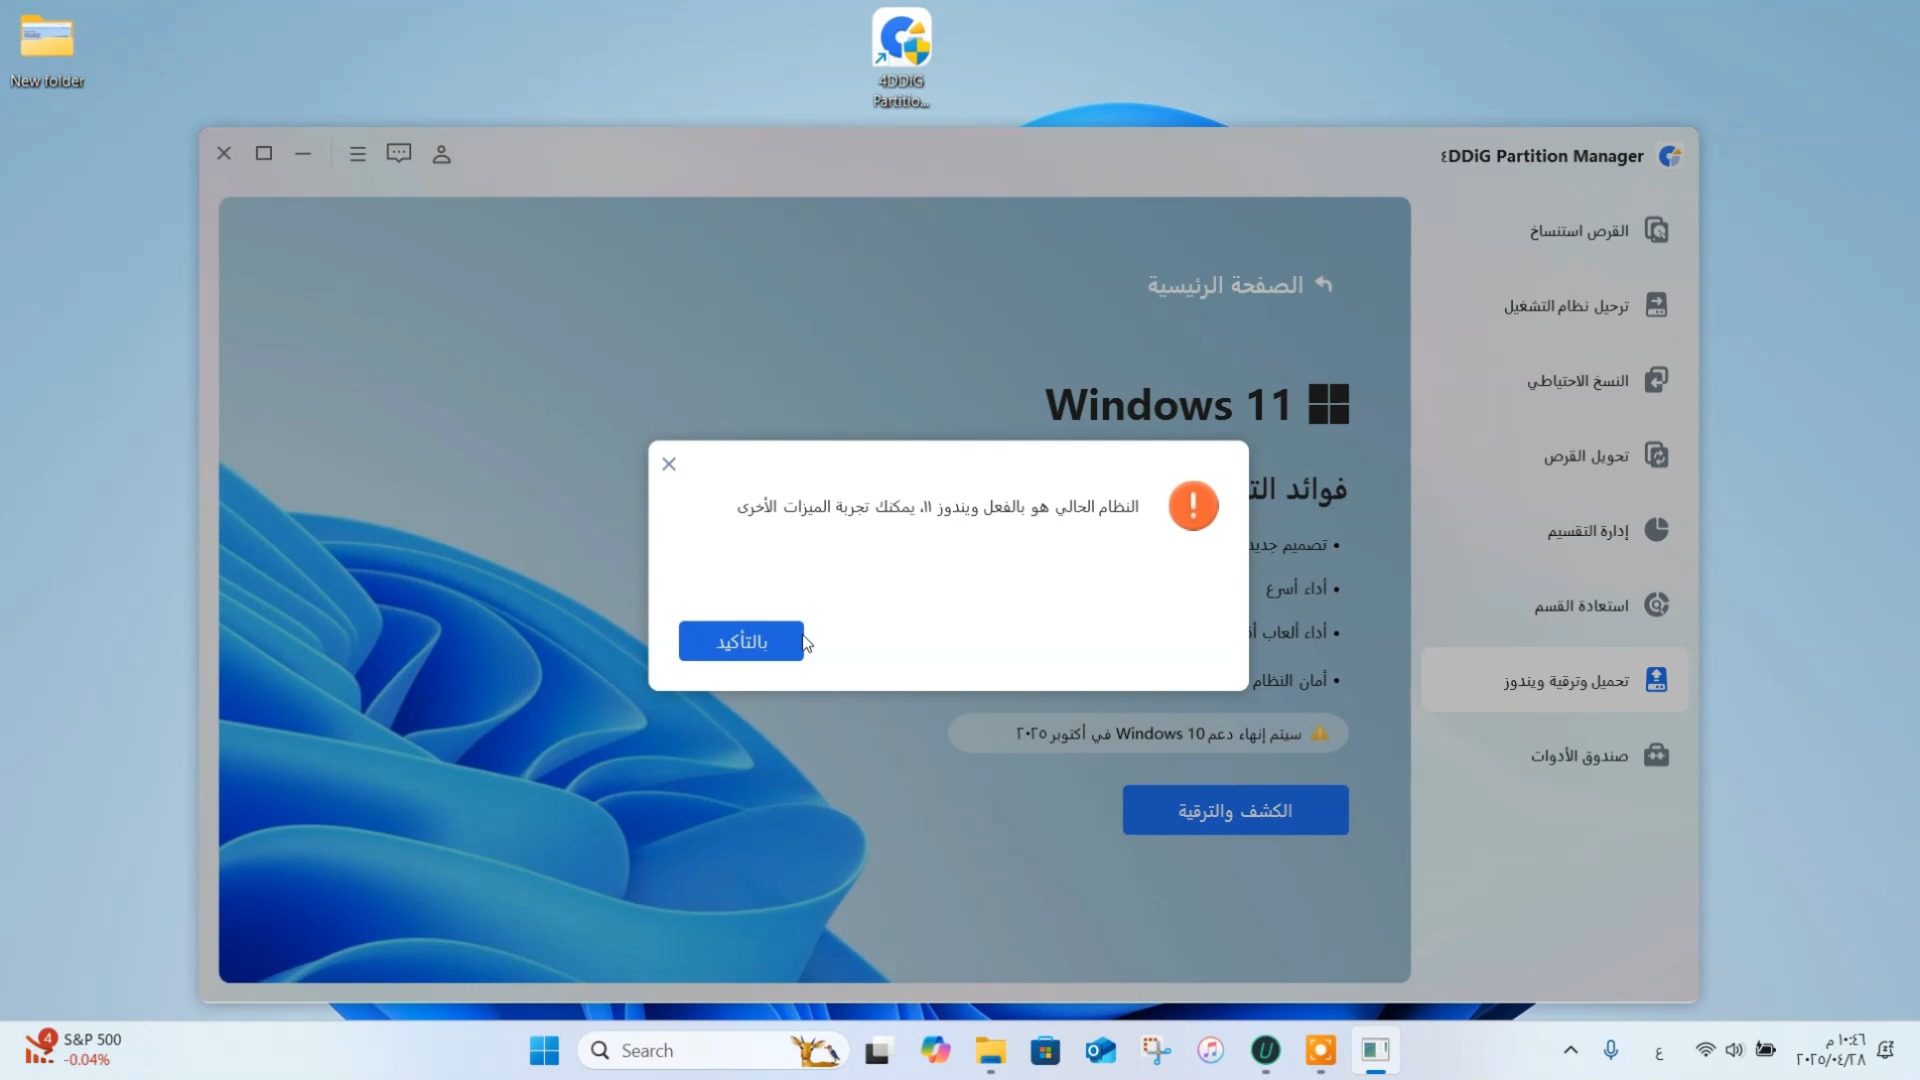 New folder
4DDiG
Partitio...
٤DDiG Partition Manager
القرص استنساخ
ترحيل نظام التشغيل
النسخ الاحتياطي
تحويل القرص
إدارة التقسيم
استعادة القسم
تحميل وترقية ويندوز
صندوق الأدوات
الصفحة الرئيسية
Windows 11
فوائد
النظام الحالي هو بالفعل ويندوز ١١، يمكنك تجربة الميزات الأخرى
بالتأكيد
• تصميم جديد
• أداء أسرع
• أداء ألعاب
• أمان النظام
سيتم إنهاء دعم Windows 10 في أكتوبر ٢٠٢٥
الكشف والترقية
4
S&P 500
-0.04%
Search
ع
١٠:٤٦ م
٢٠٢٥/٠٤/٢٨